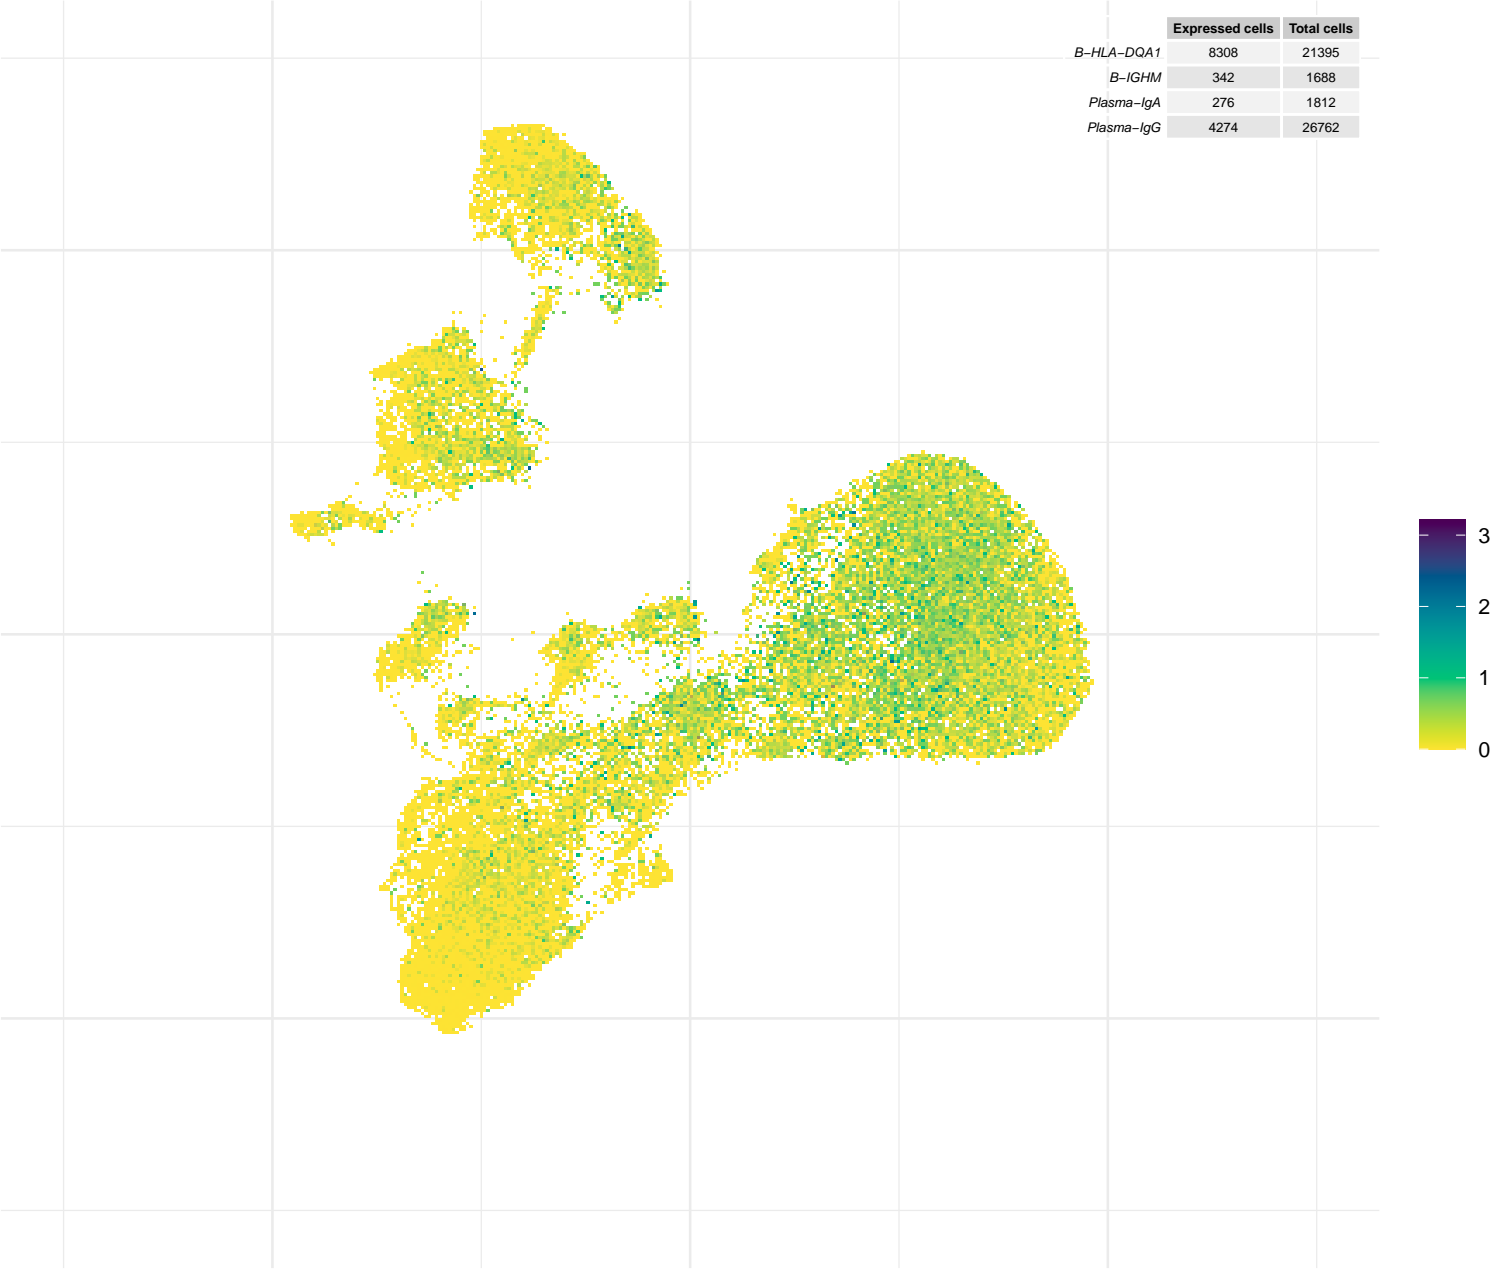 Expressed cells Total cells
B−HLA−DQA1 8308 21395
B−IGHM 342 1688
Plasma−IgA 276 1812
Plasma−IgG 4274 26762
3
2
1
0